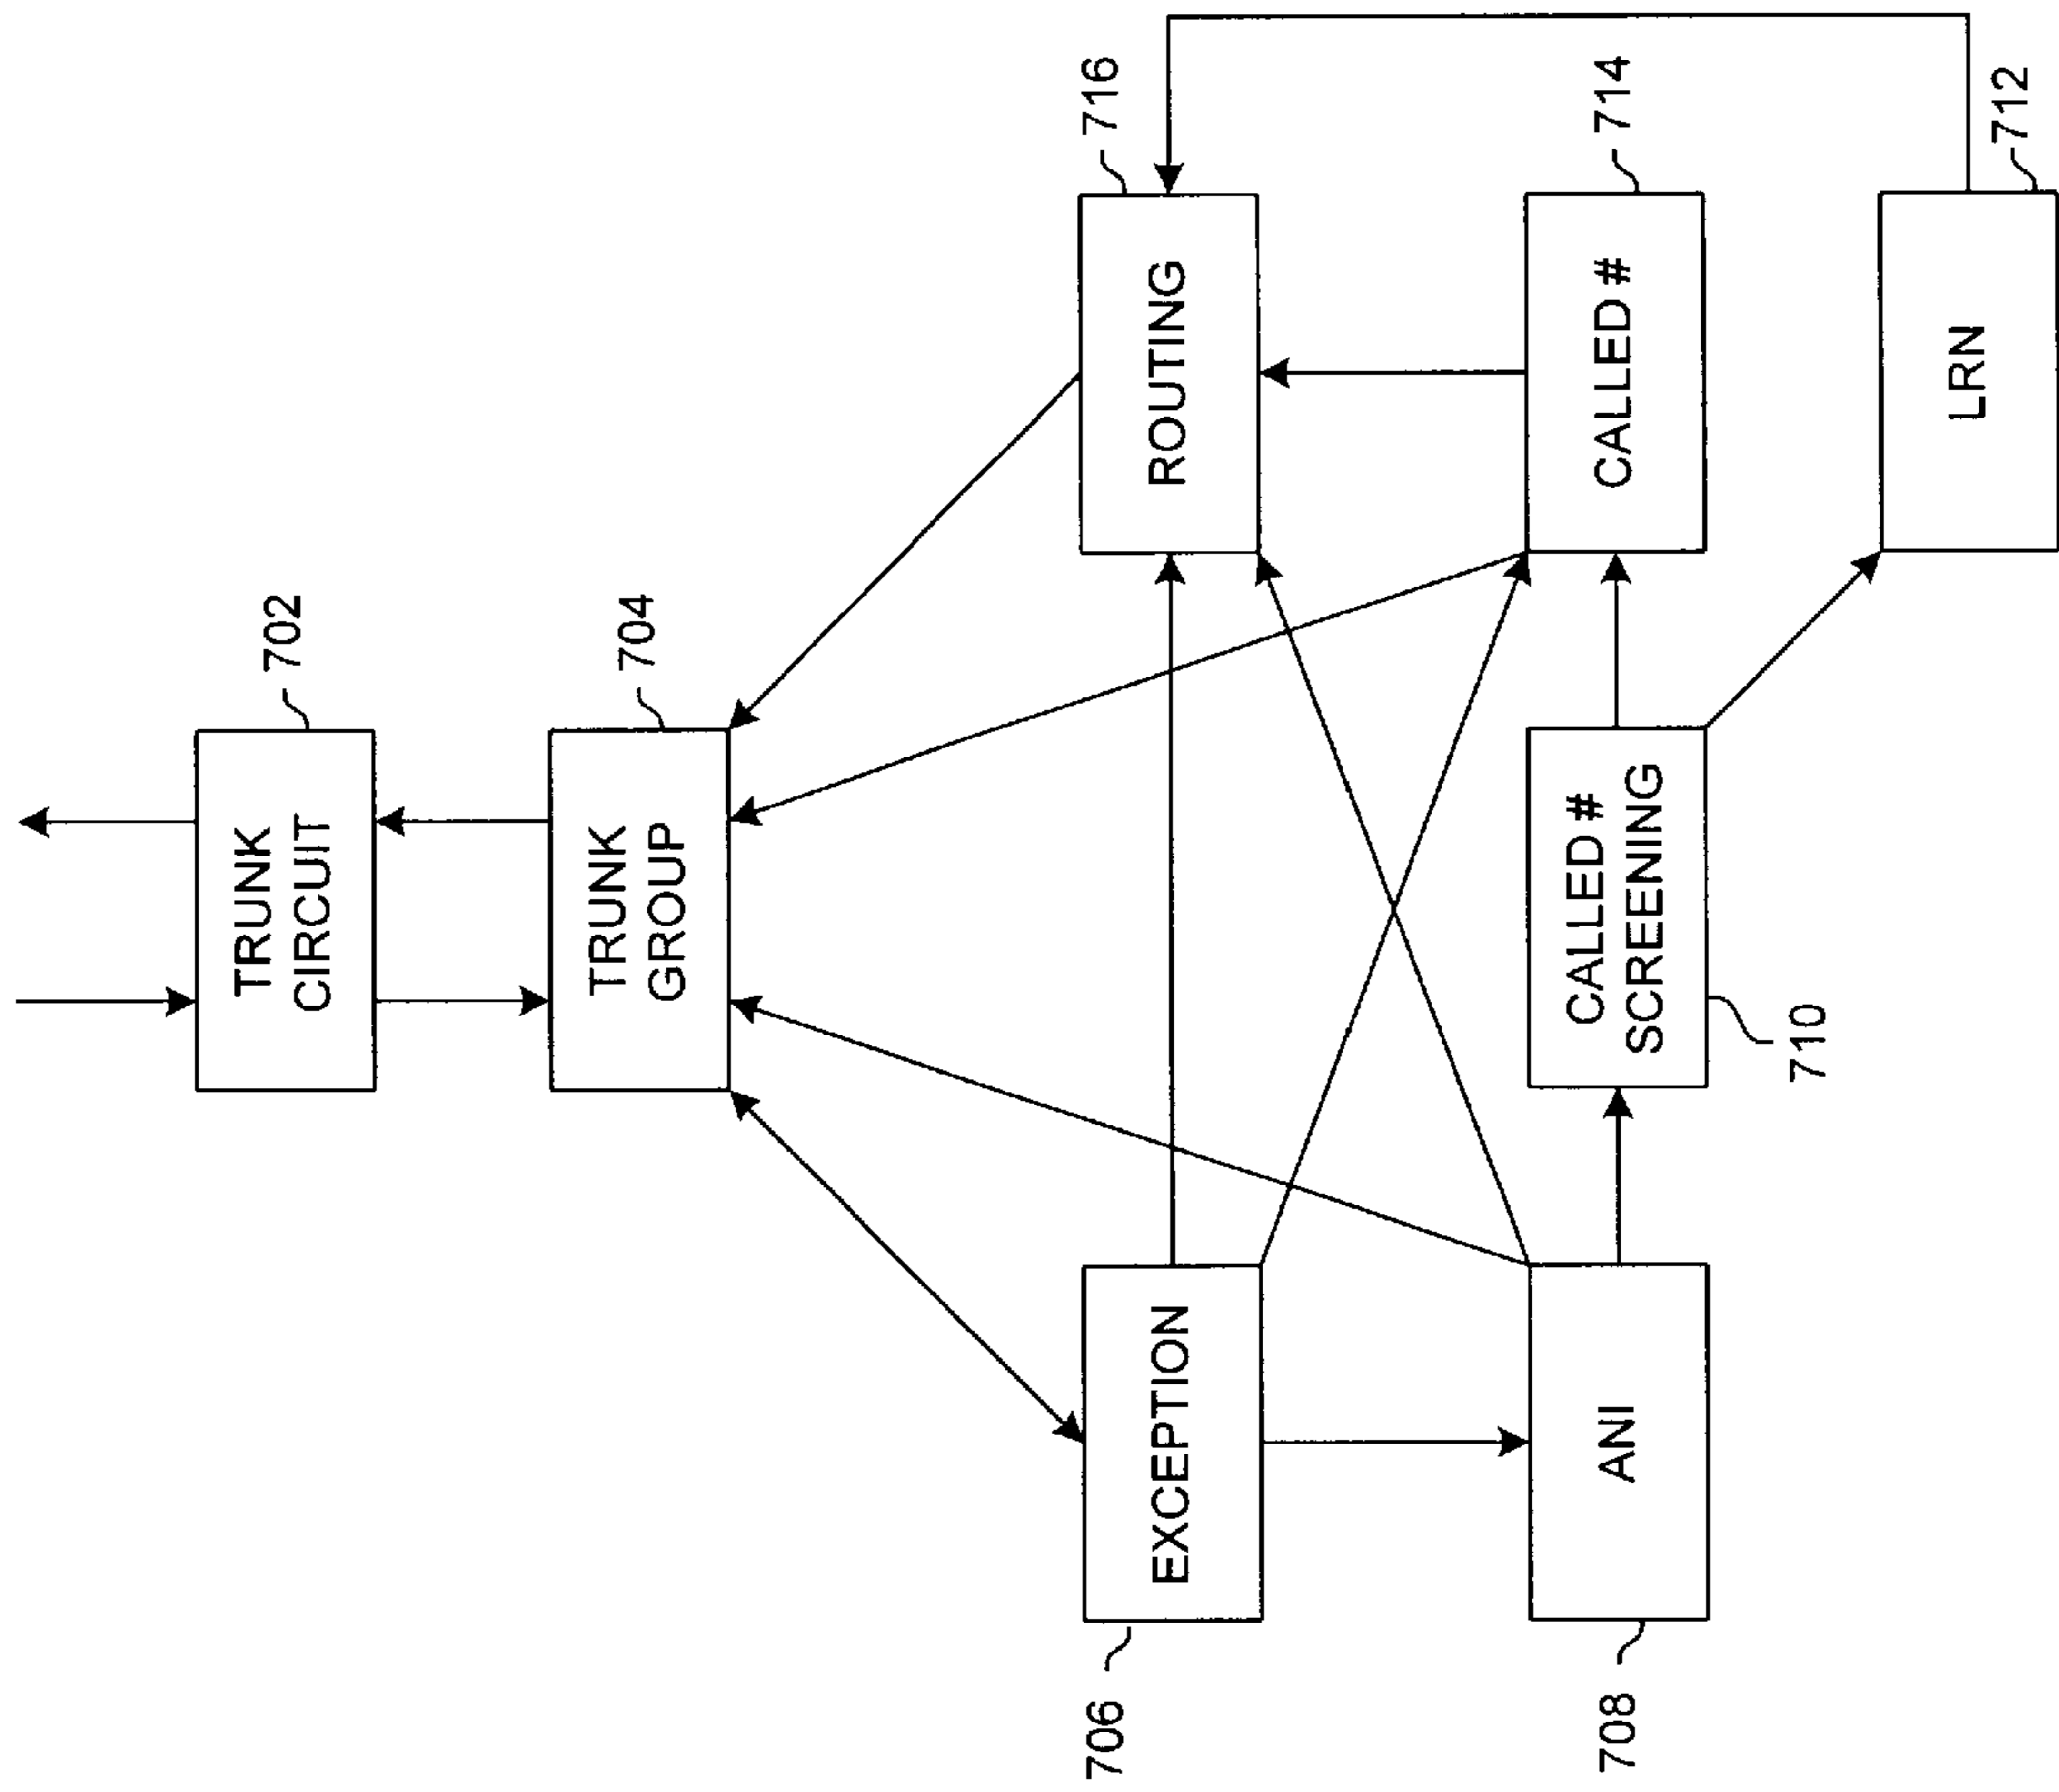 702
TRUNK
CIRCUIT
704
TRUNK
GROUP
706
EXCEPTION
716
ROUTING
708
ANI
710
CALLED #
SCREENING
714
CALLED #
712
LRN